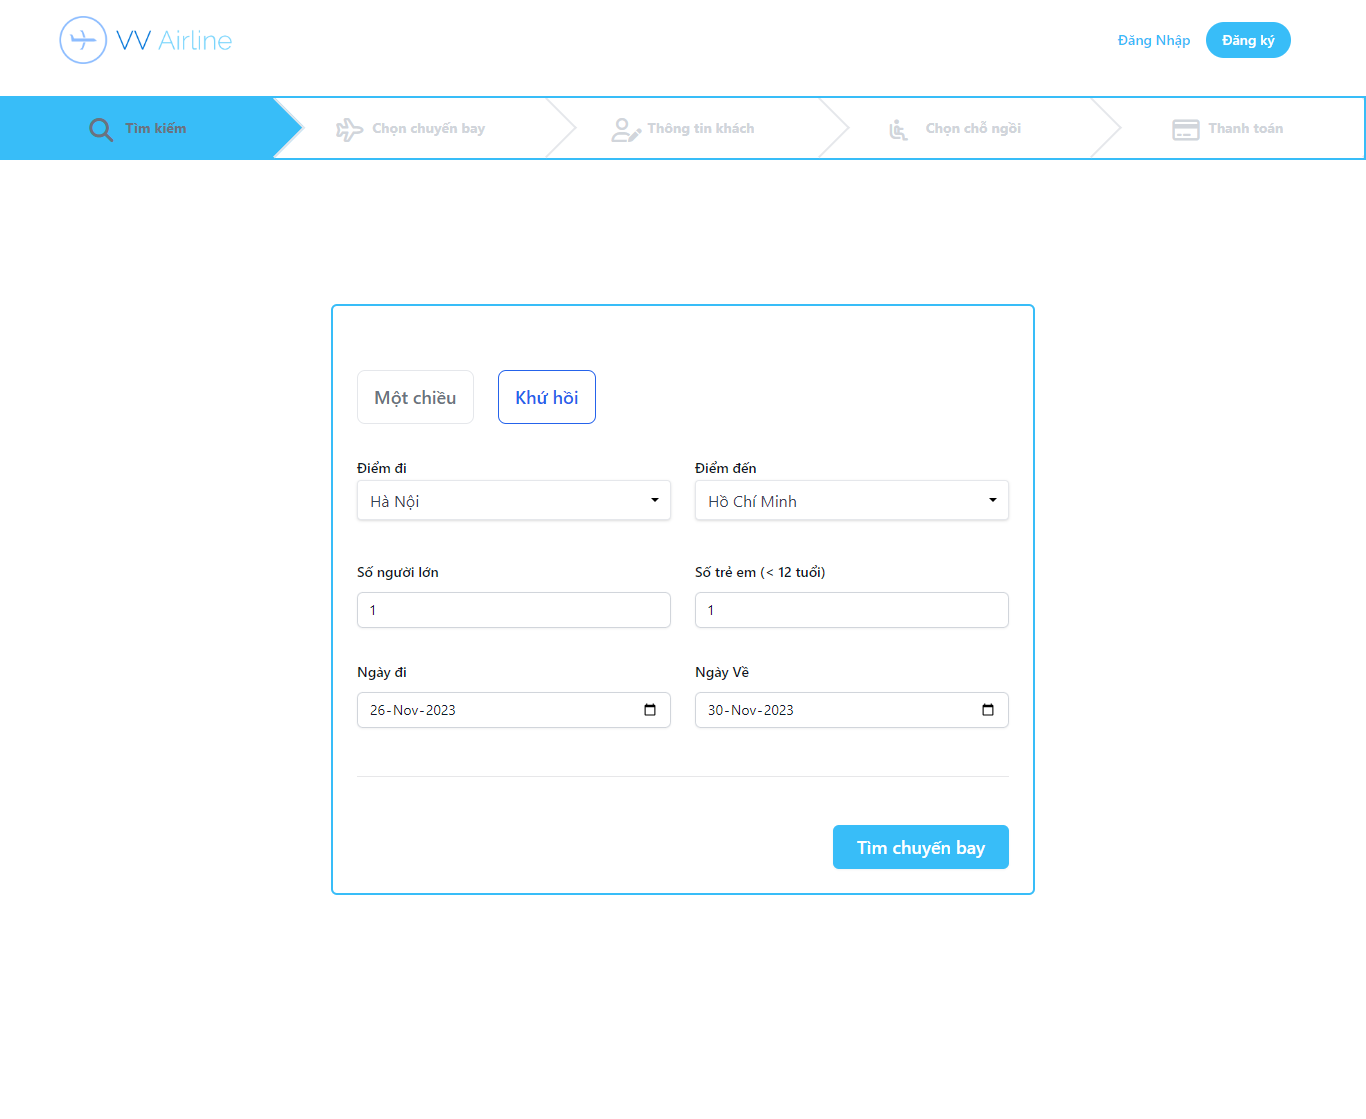 VV Airline
Đăng Nhập
Đăng ký
Tìm kiếm
Chọn chuyến bay
Thông tin khách
Chọn chỗ ngồi
Thanh toán
Một chiều
Khứ hồi
Điểm đi
Điểm đến
Hà Nội
Hồ Chí Minh
Số người lớn
Số trẻ em (< 12 tuổi)
1
1
Ngày đi
Ngày Về
26-Nov-2023
30-Nov-2023
Tìm chuyến bay